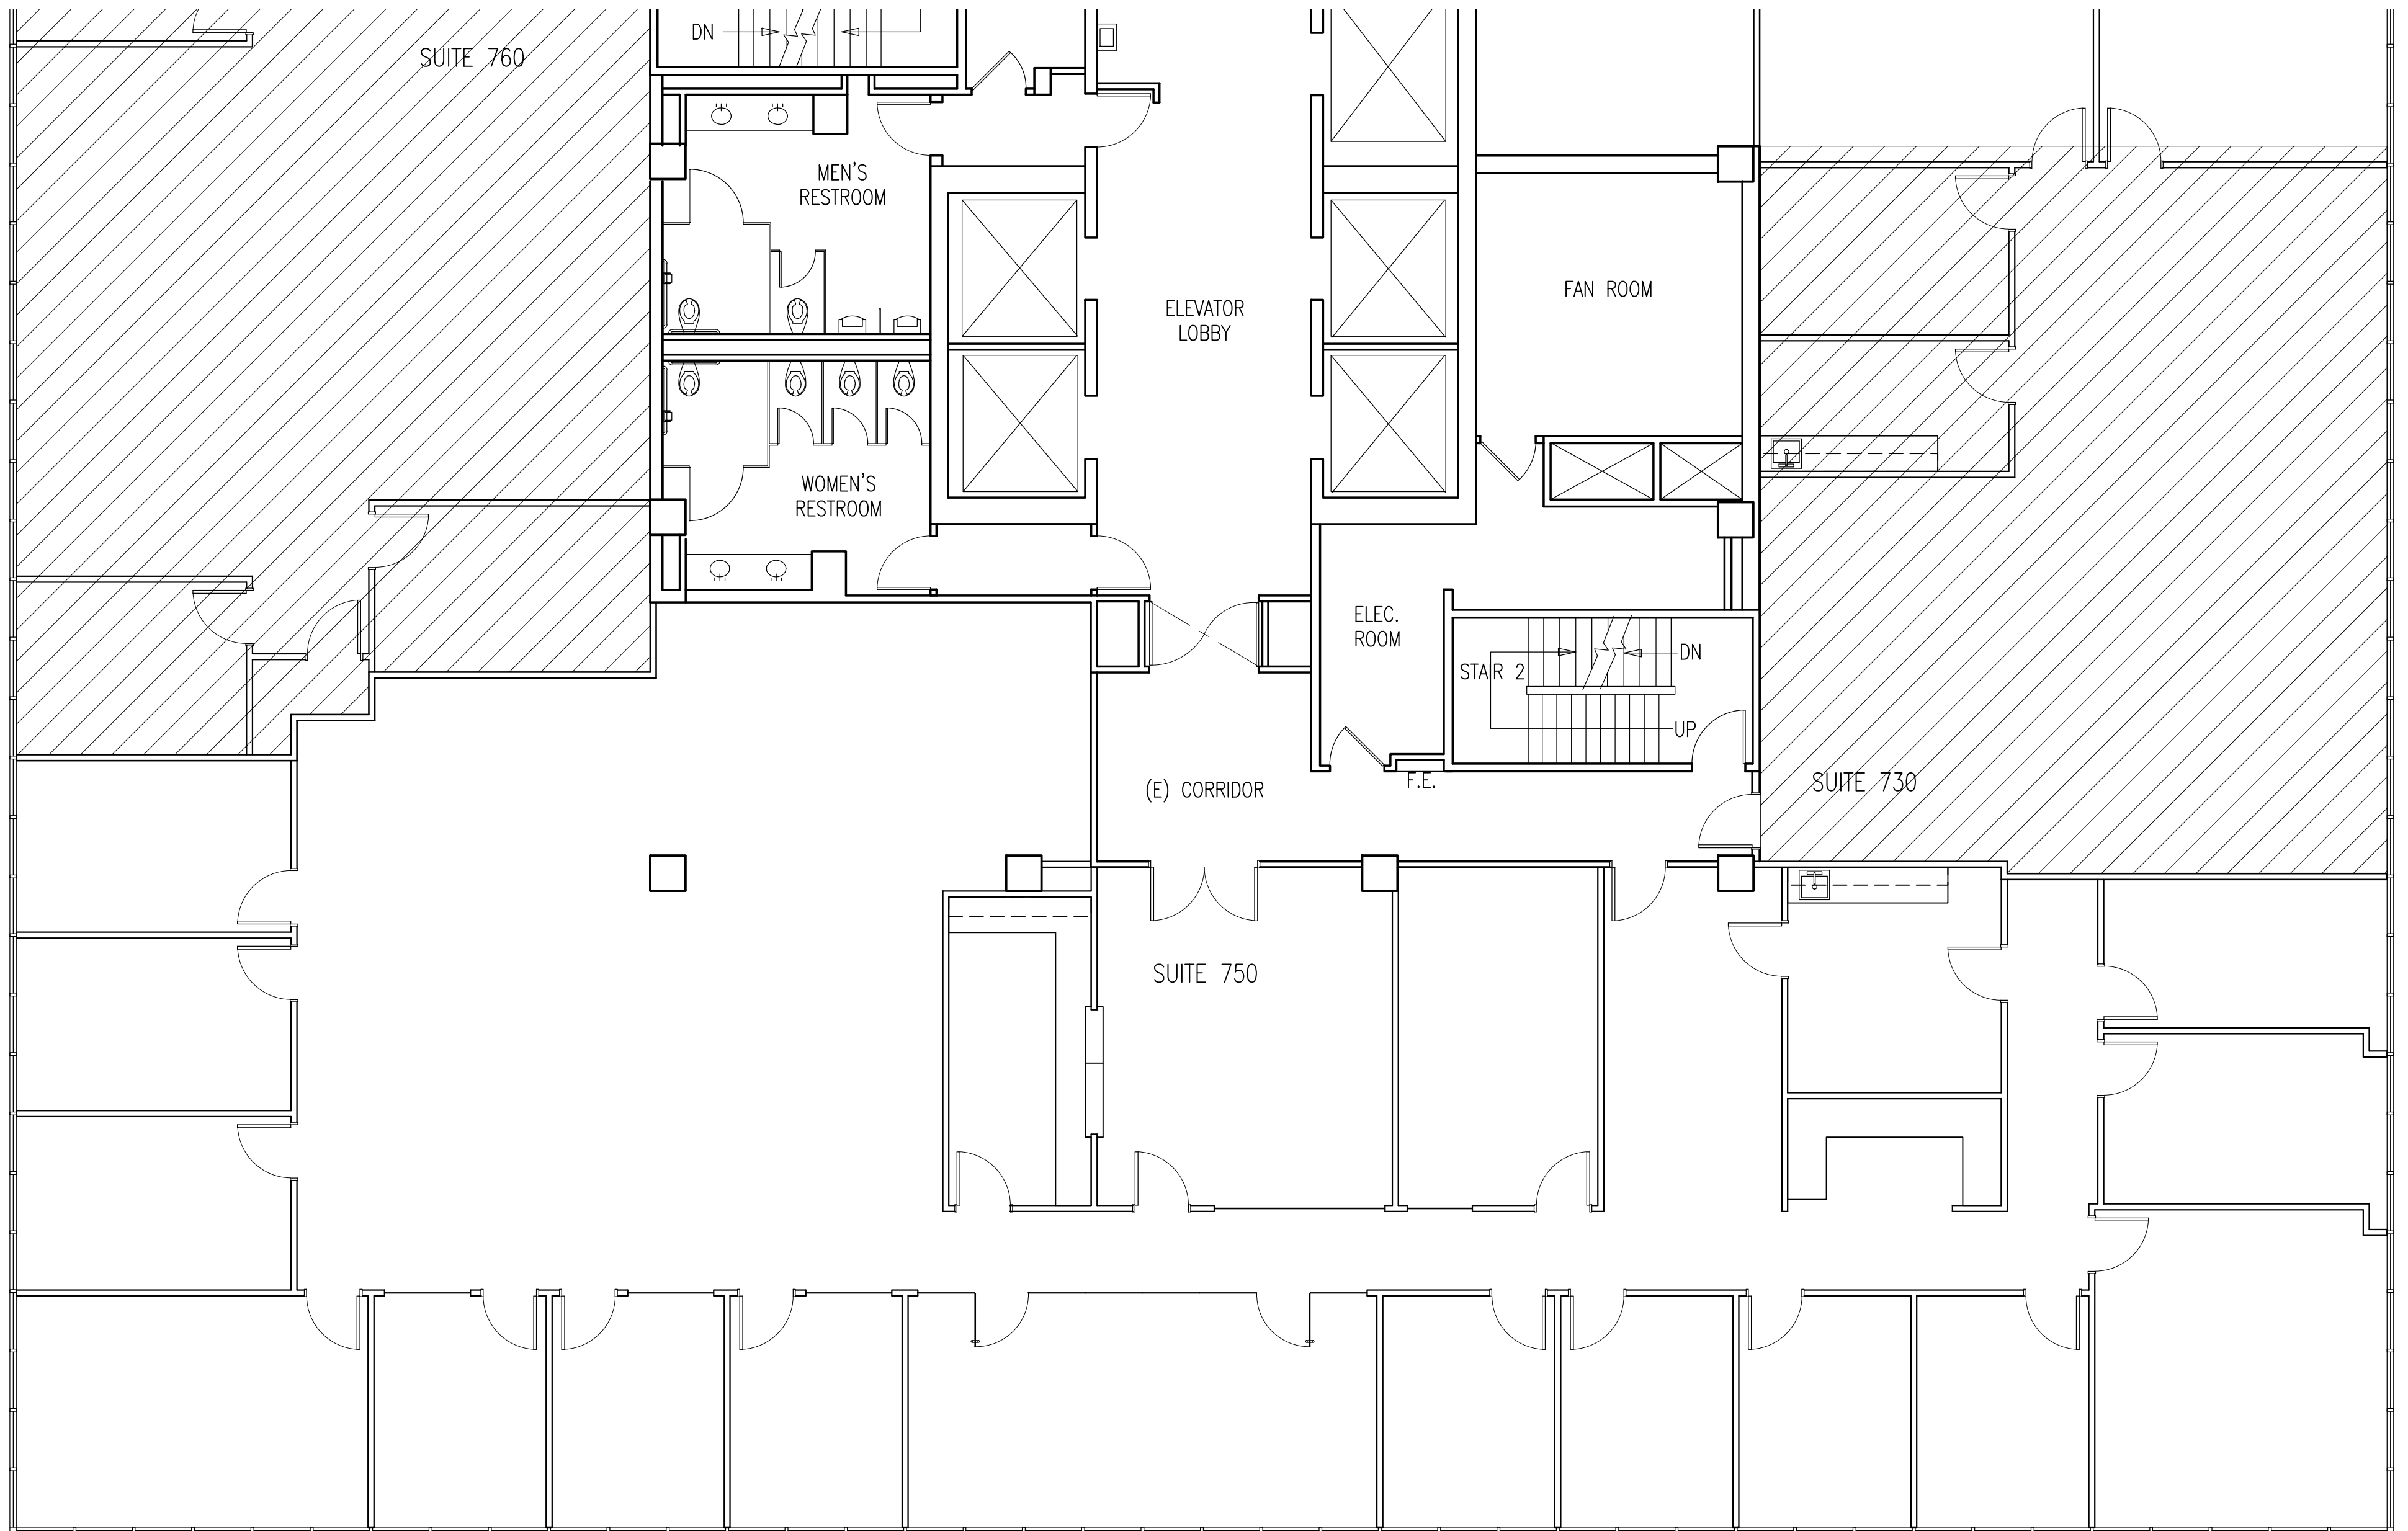 SUITE 760
DN
MEN'S
RESTROOM
ELEVATOR
LOBBY
FAN ROOM
WOMEN'S
RESTROOM
ELEC.
ROOM
STAIR 2
DN
UP
(E) CORRIDOR
F.E.
SUITE 730
SUITE 750